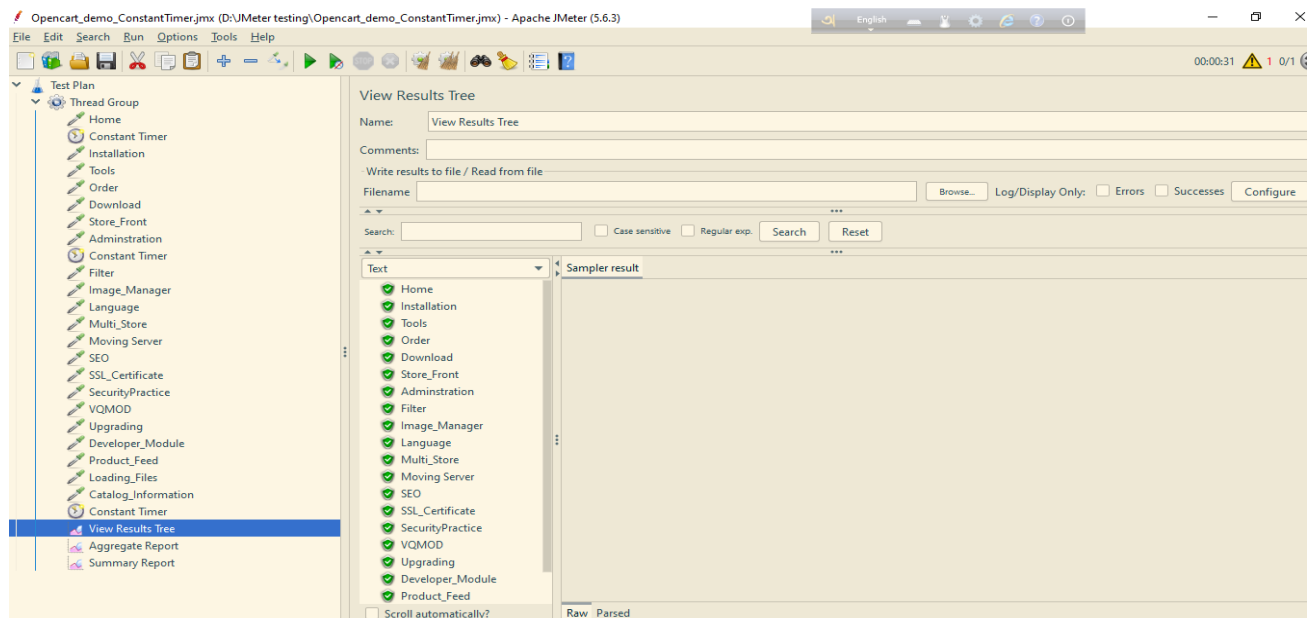 Opencart_demo_ConstantTimer.jmx (D:\JMeter testing\Opencart_demo_ConstantTimer.jmx) - Apache JMeter (5.6.3)
English
File Edit Search Run Options Tools Help
00:00:31 1 0/1
Test Plan
Thread Group
Home
Constant Timer
Installation
Tools
Order
Download
Store_Front
Adminstration
Constant Timer
Filter
Image_Manager
Language
Multi_Store
Moving Server
SEO
SSL_Certificate
SecurityPractice
VQMOD
Upgrading
Developer_Module
Product_Feed
Loading_Files
Catalog_Information
Constant Timer
View Results Tree
Aggregate Report
Summary Report
View Results Tree
Name: View Results Tree
Comments:
Write results to file / Read from file
Filename Browse... Log/Display Only: Errors Successes Configure
Search: Case sensitive Regular exp. Search Reset
Text
Sampler result
Home
Installation
Tools
Order
Download
Store_Front
Adminstration
Filter
Image_Manager
Language
Multi_Store
Moving Server
SEO
SSL_Certificate
SecurityPractice
VQMOD
Upgrading
Developer_Module
Product_Feed
Scroll automatically?
Raw Parsed